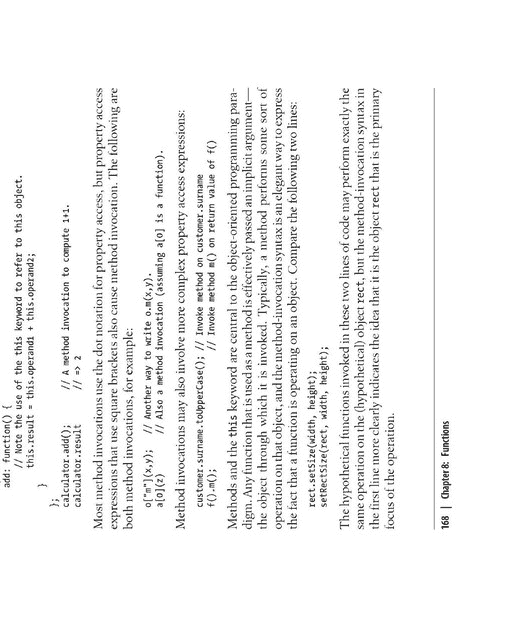 add: function() {
// Note the use of the this keyword to refer to this object.
this.result = this.operand1 + this.operand2;
}
};
calculator.add(); // A method invocation to compute 1+1.
calculator.result // => 2
Most method invocations use the dot notation for property access, but property access
expressions that use square brackets also cause method invocation. The following are
both method invocations, for example:
o["m"](x,y); // Another way to write o.m(x,y).
a[0](z) // Also a method invocation (assuming a[0] is a function).
Method invocations may also involve more complex property access expressions:
customer.surname.toUpperCase(); // Invoke method on customer.surname
f().m(); // Invoke method m() on return value of f()
Methods and the this keyword are central to the object-oriented programming para-
digm. Any function that is used as a method is effectively passed an implicit argument—
the object through which it is invoked. Typically, a method performs some sort of
operation on that object, and the method-invocation syntax is an elegant way to express
the fact that a function is operating on an object. Compare the following two lines:
rect.setSize(width, height);
setRectSize(rect, width, height);
The hypothetical functions invoked in these two lines of code may perform exactly the
same operation on the (hypothetical) object rect, but the method-invocation syntax in
the first line more clearly indicates the idea that it is the object rect that is the primary
focus of the operation.
168 | Chapter 8: Functions